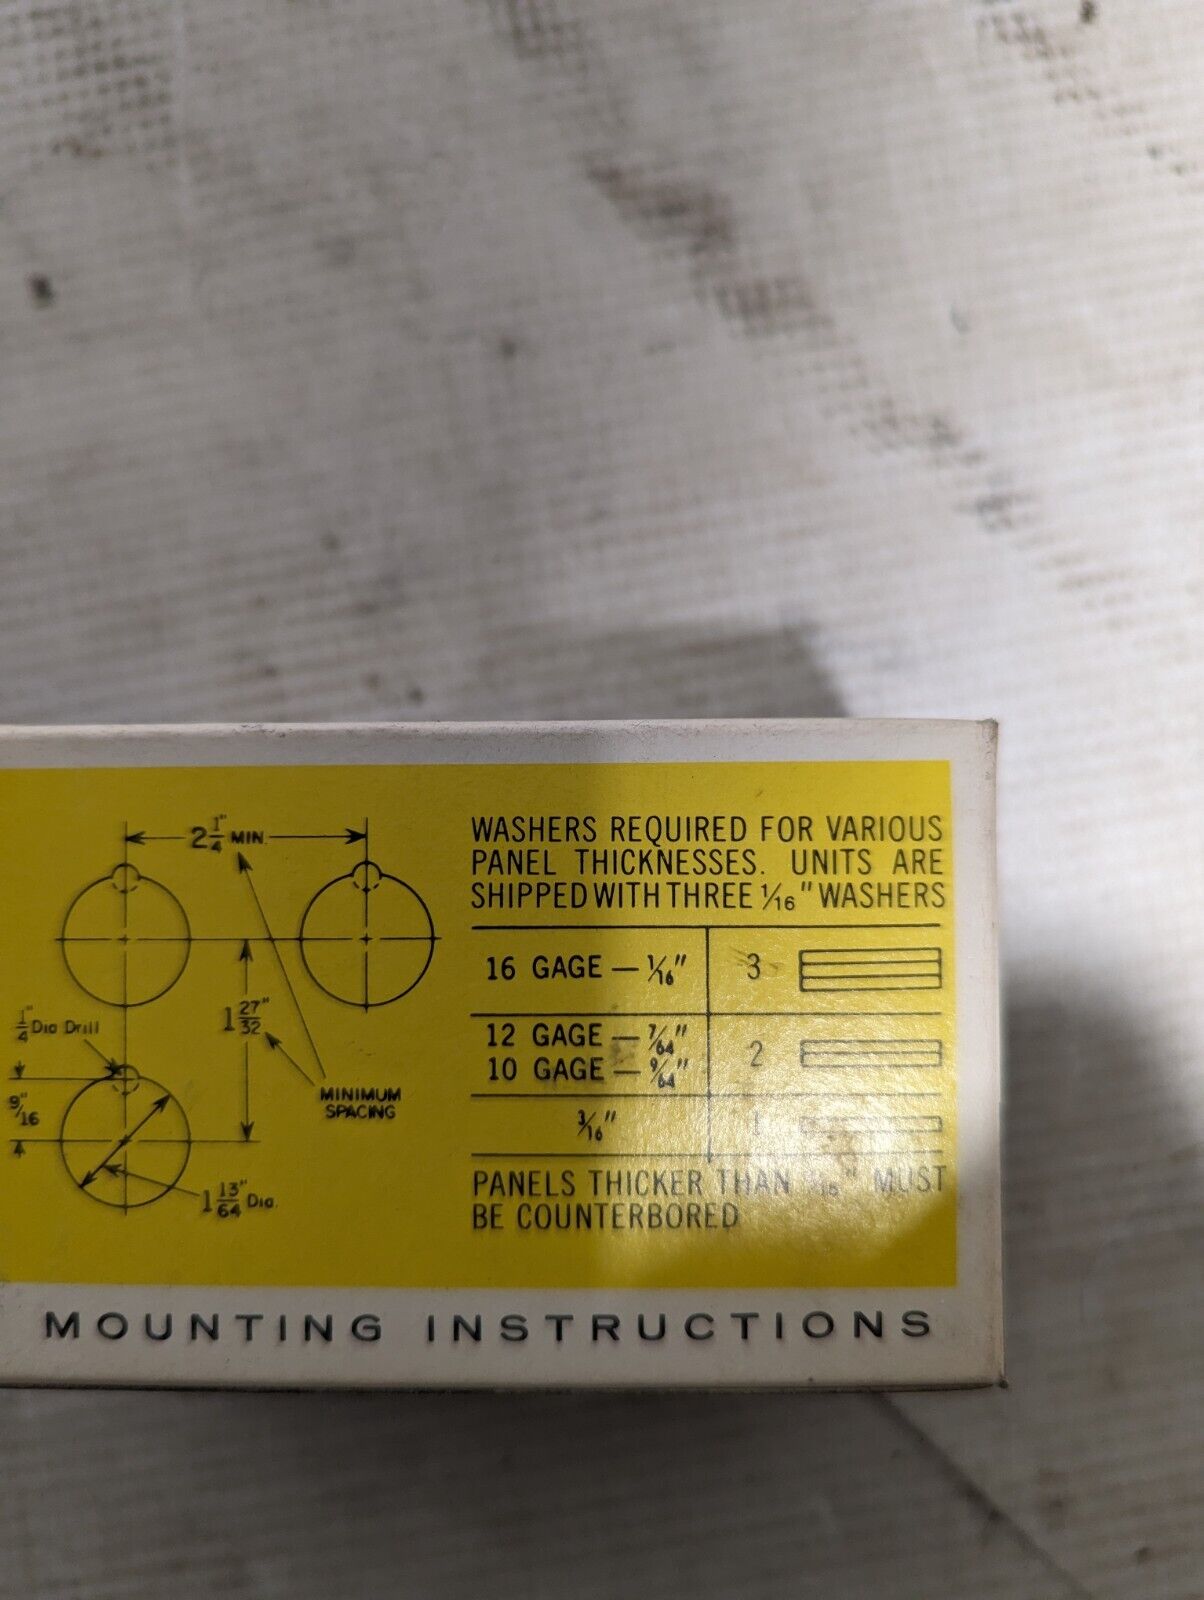 2 1/4" MIN.
1/4" Dia Drill
1 27/32"
9/16"
MINIMUM
SPACING
1 13/64" Dia.
WASHERS REQUIRED FOR VARIOUS
PANEL THICKNESSES. UNITS ARE
SHIPPED WITH THREE 1/16" WASHERS
16 GAGE – 1/16" 3
12 GAGE – 7/64"
10 GAGE – 9/64" 2
3/16" 1
PANELS THICKER THAN MUST
BE COUNTERBORED
MOUNTING INSTRUCTIONS